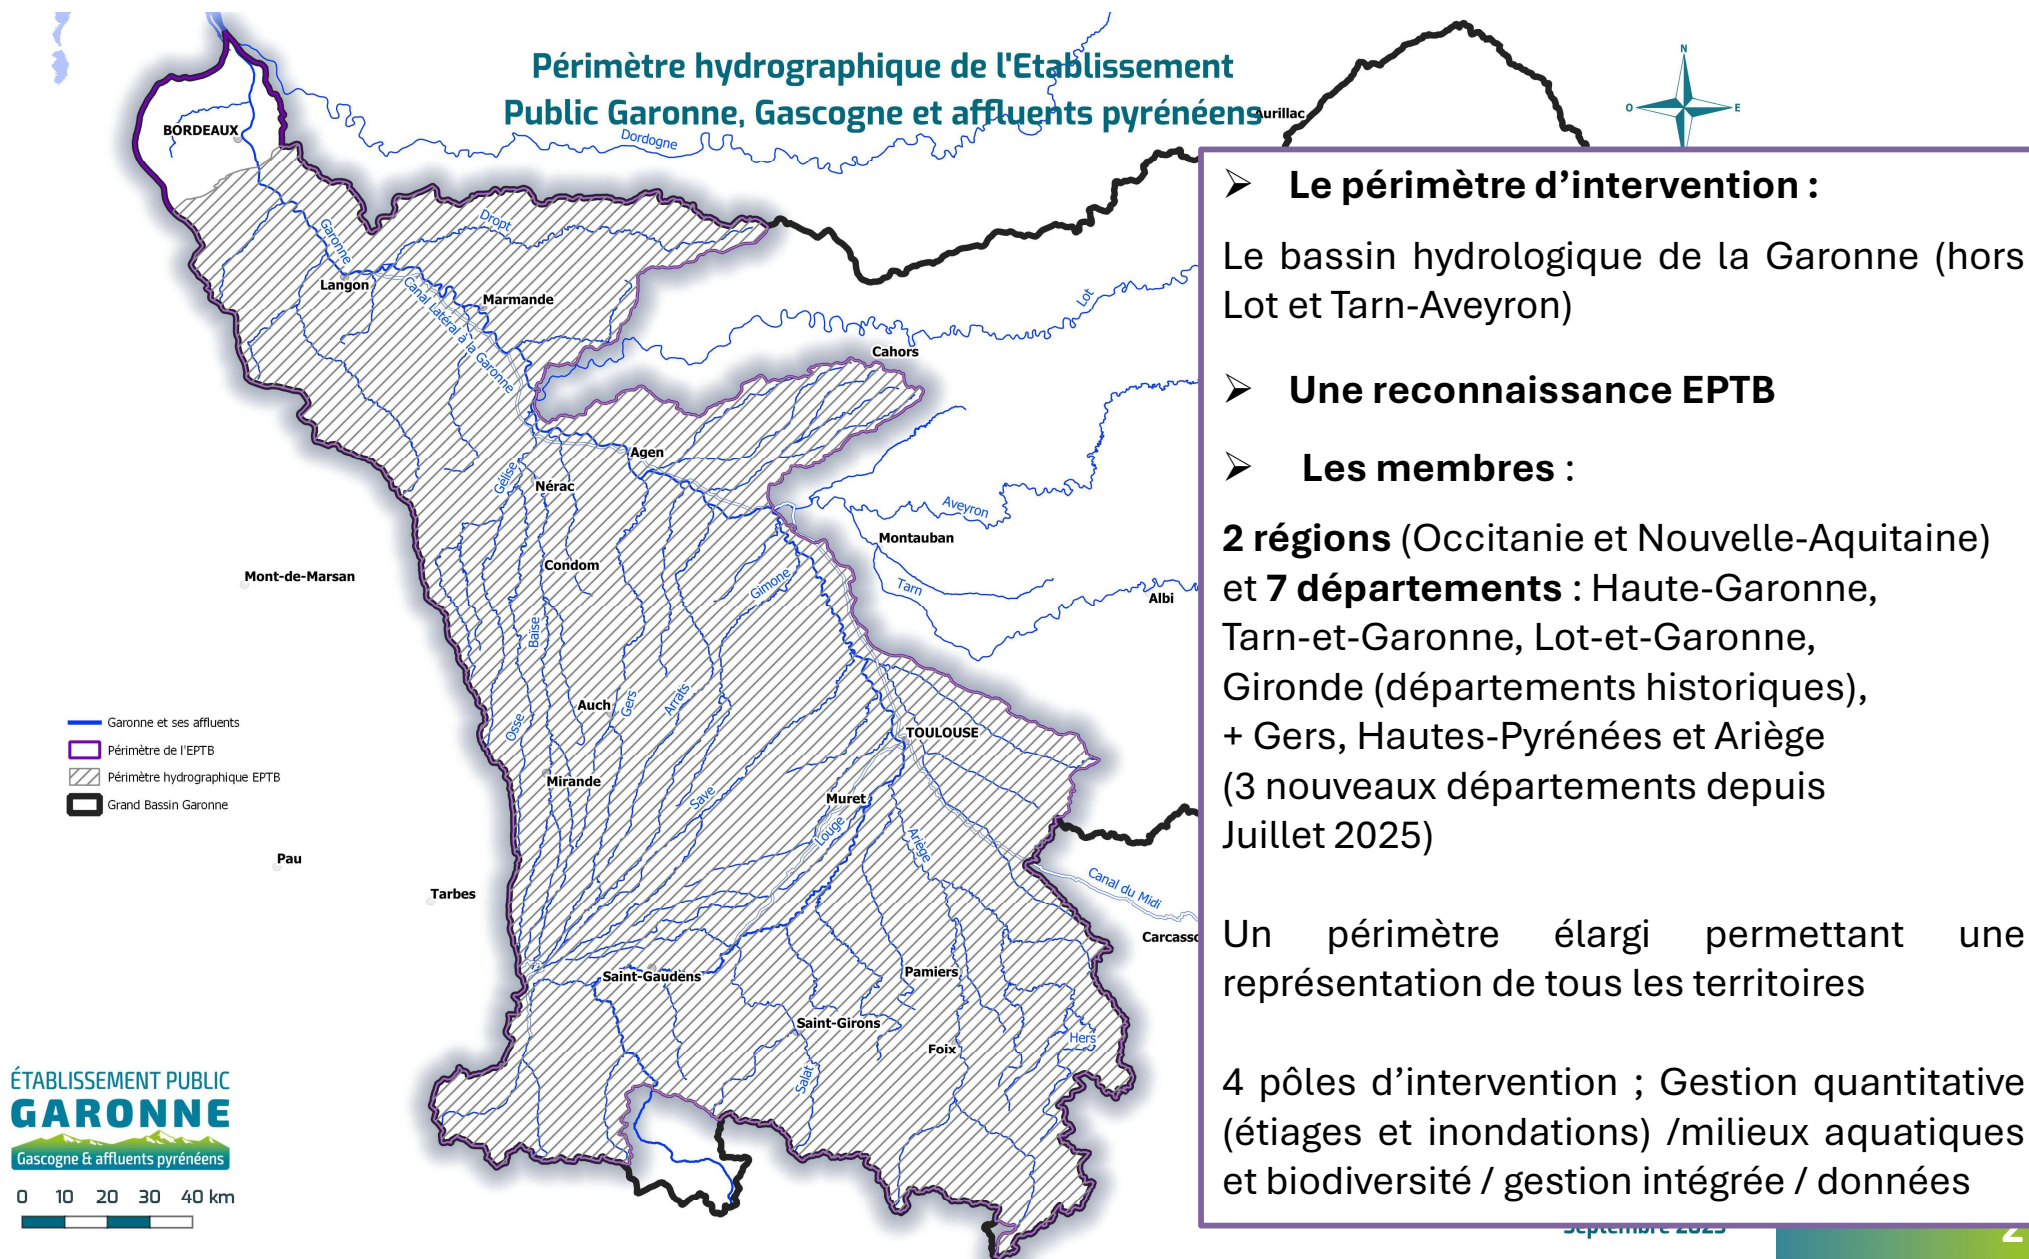 Périmètre hydrographique de l'Etablissement
Public Garonne, Gascogne et affluents pyrénéens
N
O
E
Aurillac
BORDEAUX
Dordogne
Dropt
Garonne
Langon
Canal Latéral à la Garonne
Marmande
Lot
Cahors
Agen
Gélise
Nérac
Aveyron
Montauban
Mont-de-Marsan
Condom
Gimone
Tarn
Albi
Baïse
Auch
Gers
Arrats
Osse
TOULOUSE
Mirande
Save
Muret
Louge
Ariège
Pau
Tarbes
Canal du Midi
Carcasso
Saint-Gaudens
Pamiers
Saint-Girons
Foix
Hers
Salat
Garonne et ses affluents
Périmètre de l'EPTB
Périmètre hydrographique EPTB
Grand Bassin Garonne
ÉTABLISSEMENT PUBLIC
GARONNE
Gascogne & affluents pyrénéens
0 10 20 30 40 km
➢ Le périmètre d'intervention :
Le bassin hydrologique de la Garonne (hors
Lot et Tarn-Aveyron)
➢ Une reconnaissance EPTB
➢ Les membres :
2 régions (Occitanie et Nouvelle-Aquitaine)
et 7 départements : Haute-Garonne,
Tarn-et-Garonne, Lot-et-Garonne,
Gironde (départements historiques),
+ Gers, Hautes-Pyrénées et Ariège
(3 nouveaux départements depuis
Juillet 2025)
Un périmètre élargi permettant une
représentation de tous les territoires
4 pôles d'intervention ; Gestion quantitative
(étiages et inondations) /milieux aquatiques
et biodiversité / gestion intégrée / données
Septembre 2025
2